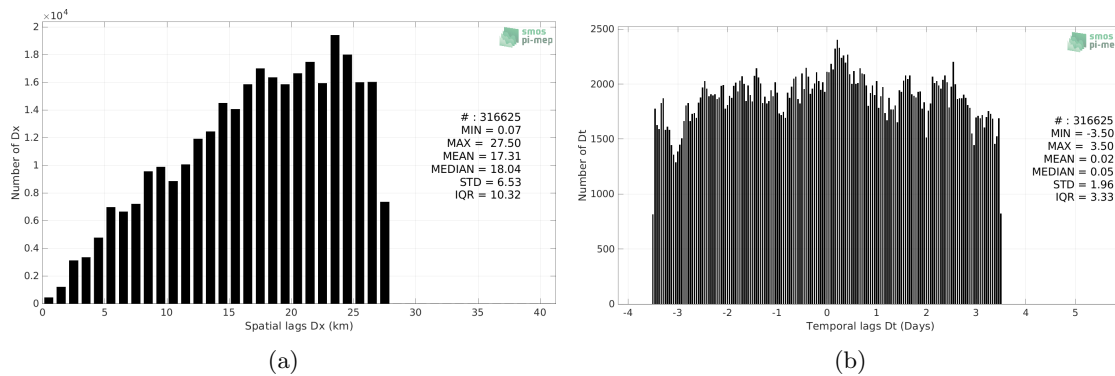 ×10⁴
2
1.8
1.6
1.4
1.2
1
0.8
0.6
0.4
0.2
0
Number of Dx
0 5 10 15 20 25 30 35 40
Spatial lags Dx (km)
smos
pi-mep
# : 316625
MIN = 0.07
MAX = 27.50
MEAN = 17.31
MEDIAN = 18.04
STD = 6.53
IQR = 10.32
(a)
2500
2000
1500
1000
500
0
Number of Dt
-4 -3 -2 -1 0 1 2 3 4 5
Temporal lags Dt (Days)
smos
pi-mep
# : 316625
MIN = -3.50
MAX = 3.50
MEAN = 0.02
MEDIAN = 0.05
STD = 1.96
IQR = 3.33
(b)